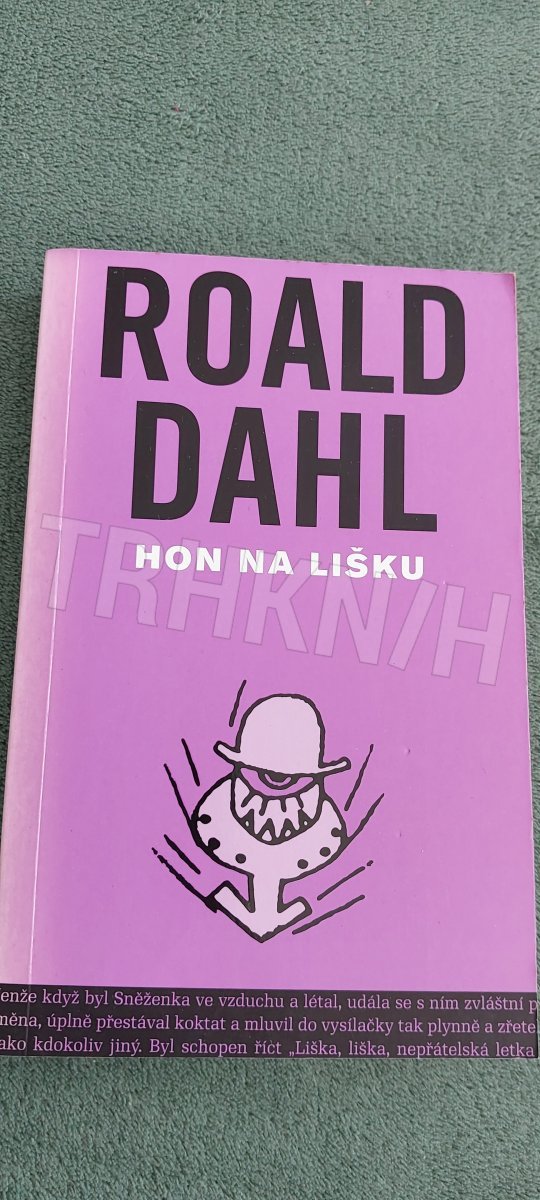 ROALD
DAHL
HON NA LIŠKU
TRHKNIH
Jenže když byl Sněženka ve vzduchu a létal, udála se s ním zvláštní p
měna, úplně přestával koktat a mluvil do vysílačky tak plynně a zřete
ako kdokoliv jiný. Byl schopen říct „Liška, liška, nepřátelská letka